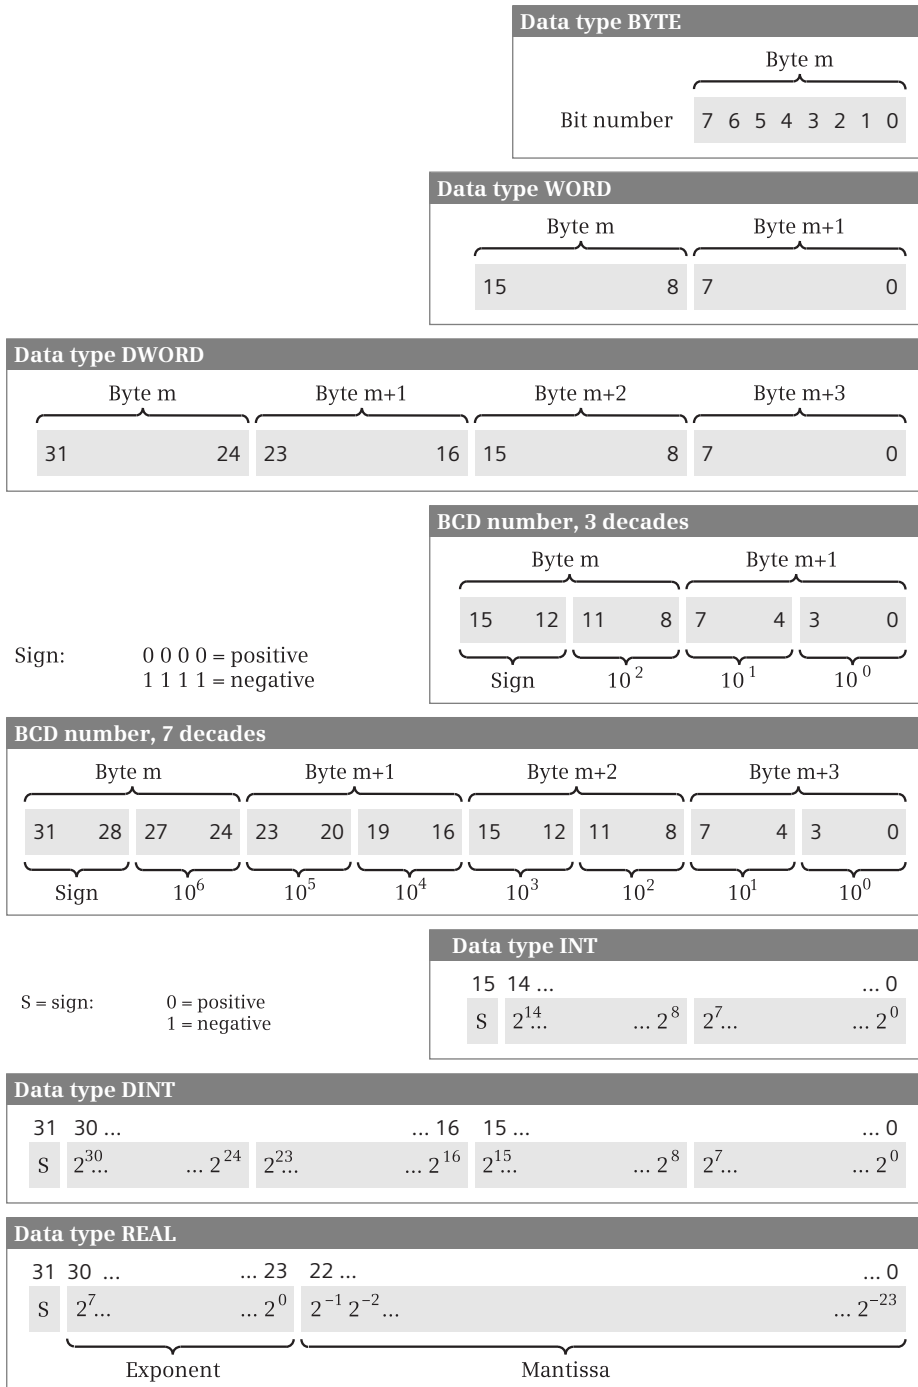 Data type BYTE
Byte m
Bit number 7 6 5 4 3 2 1 0
Data type WORD
Byte m Byte m+1
15 8 7 0
Data type DWORD
Byte m Byte m+1 Byte m+2 Byte m+3
31 24 23 16 15 8 7 0
BCD number, 3 decades
Byte m Byte m+1
15 12 11 8 7 4 3 0
Sign: 0 0 0 0 = positive
1 1 1 1 = negative
Sign 10² 10¹ 10⁰
BCD number, 7 decades
Byte m Byte m+1 Byte m+2 Byte m+3
31 28 27 24 23 20 19 16 15 12 11 8 7 4 3 0
Sign 10⁶ 10⁵ 10⁴ 10³ 10² 10¹ 10⁰
Data type INT
15 14 ... ... 0
S = sign: 0 = positive
1 = negative
S 2¹⁴... ... 2⁸ 2⁷... ... 2⁰
Data type DINT
31 30 ... ... 16 15 ... ... 0
S 2³⁰... ... 2²⁴ 2²³... ... 2¹⁶ 2¹⁵... ... 2⁸ 2⁷... ... 2⁰
Data type REAL
31 30 ... ... 23 22 ... ... 0
S 2⁷... ... 2⁰ 2⁻¹ 2⁻² ... ... 2⁻²³
Exponent Mantissa